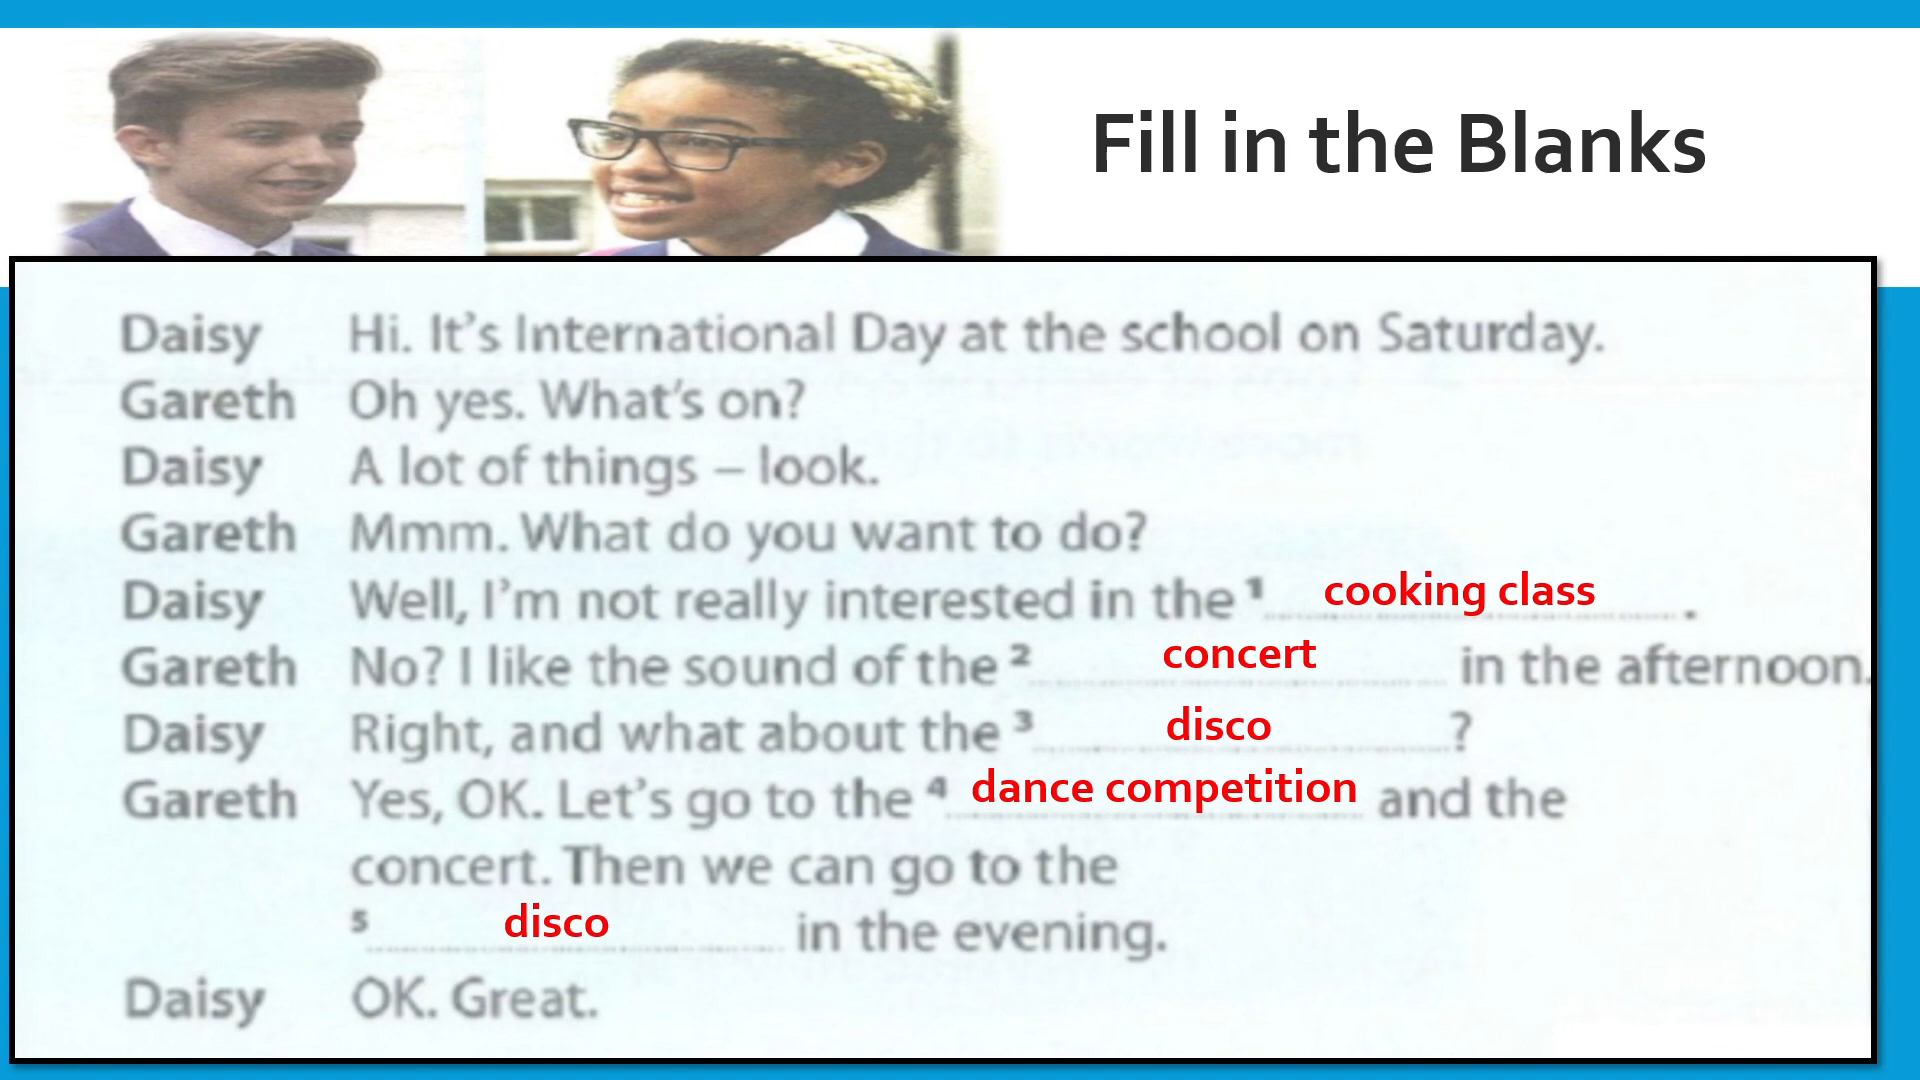 Fill in the Blanks
Daisy Hi. It's International Day at the school on Saturday.
Gareth Oh yes. What's on?
Daisy A lot of things – look.
Gareth Mmm. What do you want to do?
Daisy Well, I'm not really interested in the ¹ cooking class .
Gareth No? I like the sound of the ² concert in the afternoon.
Daisy Right, and what about the ³ disco ?
Gareth Yes, OK. Let's go to the ⁴ dance competition and the
concert. Then we can go to the
⁵ disco in the evening.
Daisy OK. Great.